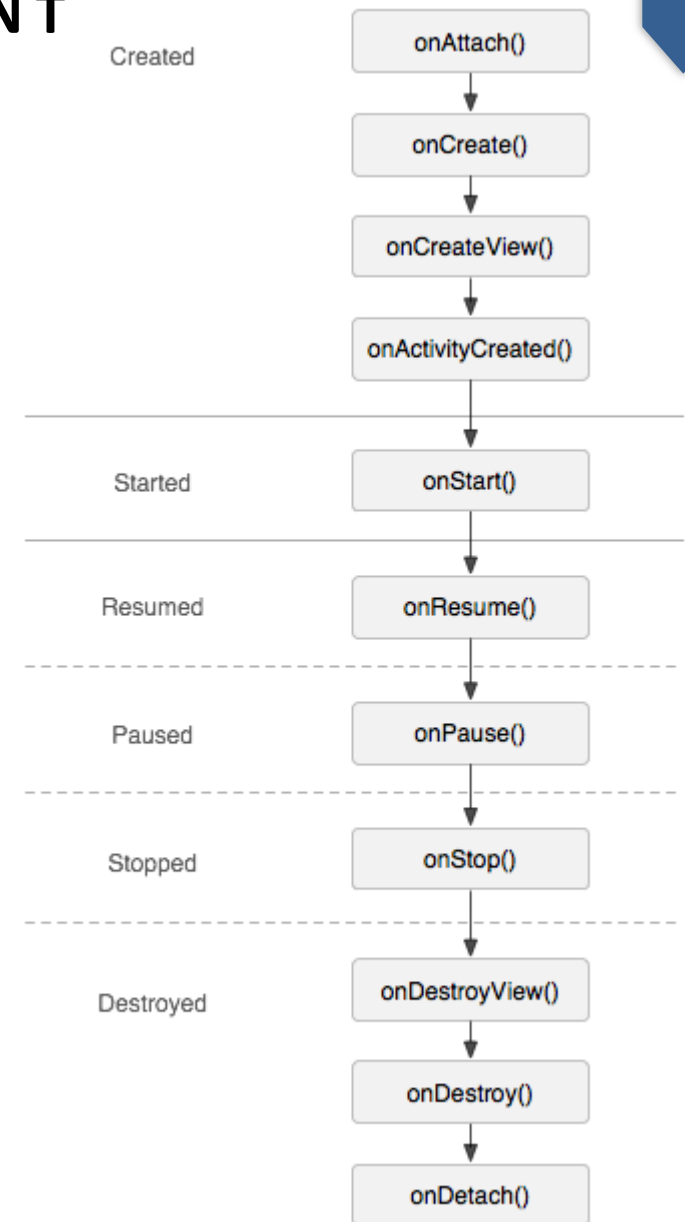 NT
Created
onAttach()
onCreate()
onCreateView()
onActivityCreated()
Started
onStart()
Resumed
onResume()
Paused
onPause()
Stopped
onStop()
Destroyed
onDestroyView()
onDestroy()
onDetach()